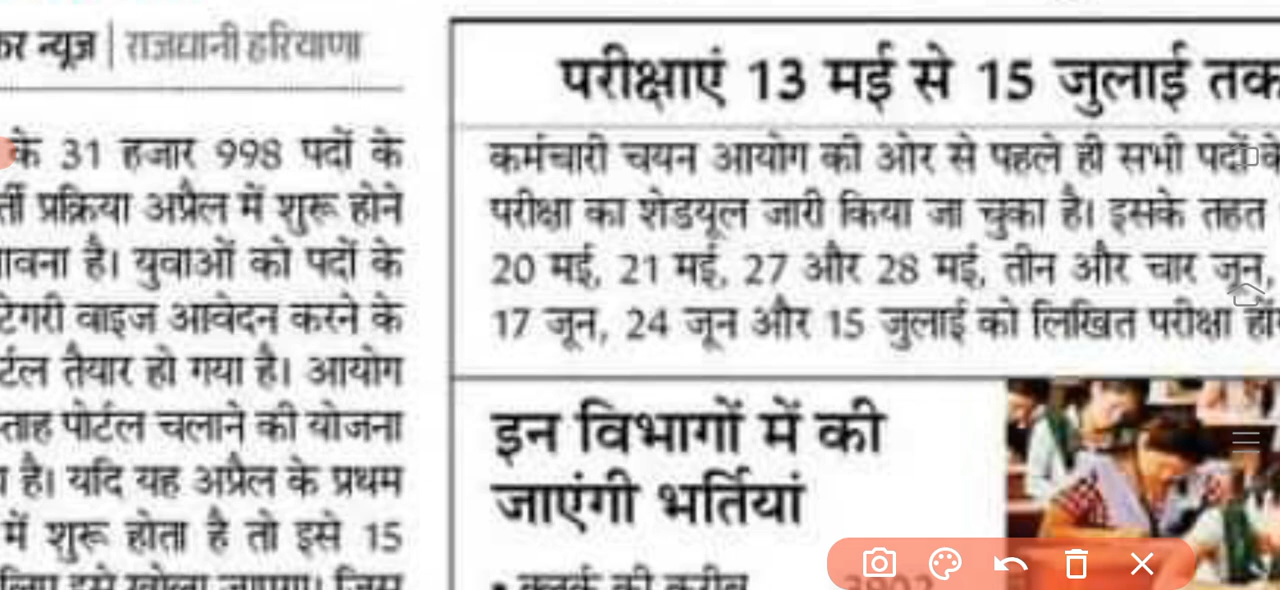 न्यूज़ | राजधानी हरियाणा
के 31 हजार 998 पदों के
प्रक्रिया अप्रैल में शुरू होने
है। युवाओं को पदों के
वाइज आवेदन करने के
तैयार हो गया है। आयोग
पोर्टल चलाने की योजना
है। यदि यह अप्रैल के प्रथम
में शुरू होता है तो इसे 15
परीक्षाएं 13 मई से 15 जुलाई तक
कर्मचारी चयन आयोग की ओर से पहले ही सभी पदों के
परीक्षा का शेडयूल जारी किया जा चुका है। इसके तहत
20 मई, 21 मई, 27 और 28 मई, तीन और चार जून,
17 जून, 24 जून और 15 जुलाई को लिखित परीक्षा
इन विभागों में की
जाएंगी भर्तियां
• क्लर्क की करीब 3902